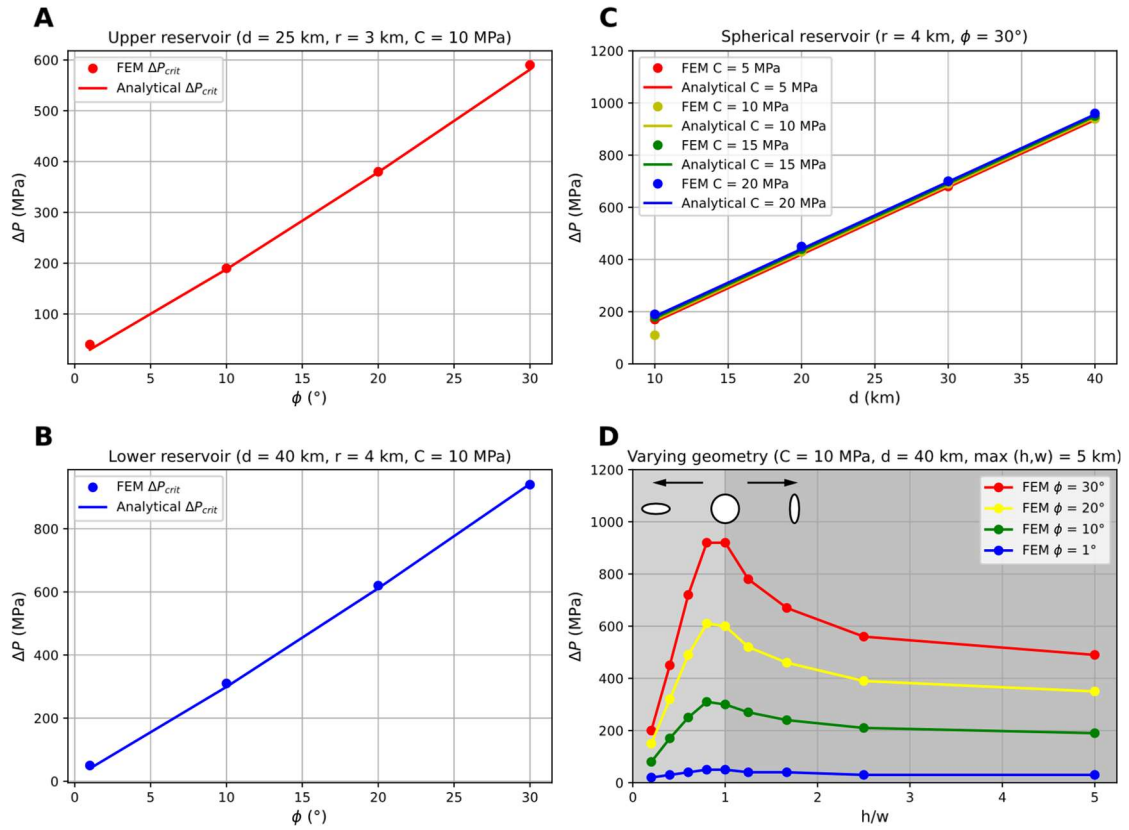 A
Upper reservoir (d = 25 km, r = 3 km, C = 10 MPa)
FEM ΔP_crit
Analytical ΔP_crit
600
500
400
300
200
100
ΔP (MPa)
0 5 10 15 20 25 30
ϕ (°)
C
Spherical reservoir (r = 4 km, ϕ = 30°)
FEM C = 5 MPa
Analytical C = 5 MPa
FEM C = 10 MPa
Analytical C = 10 MPa
FEM C = 15 MPa
Analytical C = 15 MPa
FEM C = 20 MPa
Analytical C = 20 MPa
1200
1000
800
600
400
200
0
ΔP (MPa)
10 15 20 25 30 35 40
d (km)
B
Lower reservoir (d = 40 km, r = 4 km, C = 10 MPa)
FEM ΔP_crit
Analytical ΔP_crit
800
600
400
200
0
ΔP (MPa)
0 5 10 15 20 25 30
ϕ (°)
D
Varying geometry (C = 10 MPa, d = 40 km, max (h,w) = 5 km)
FEM ϕ = 30°
FEM ϕ = 20°
FEM ϕ = 10°
FEM ϕ = 1°
1200
1000
800
600
400
200
0
ΔP (MPa)
0 1 2 3 4 5
h/w